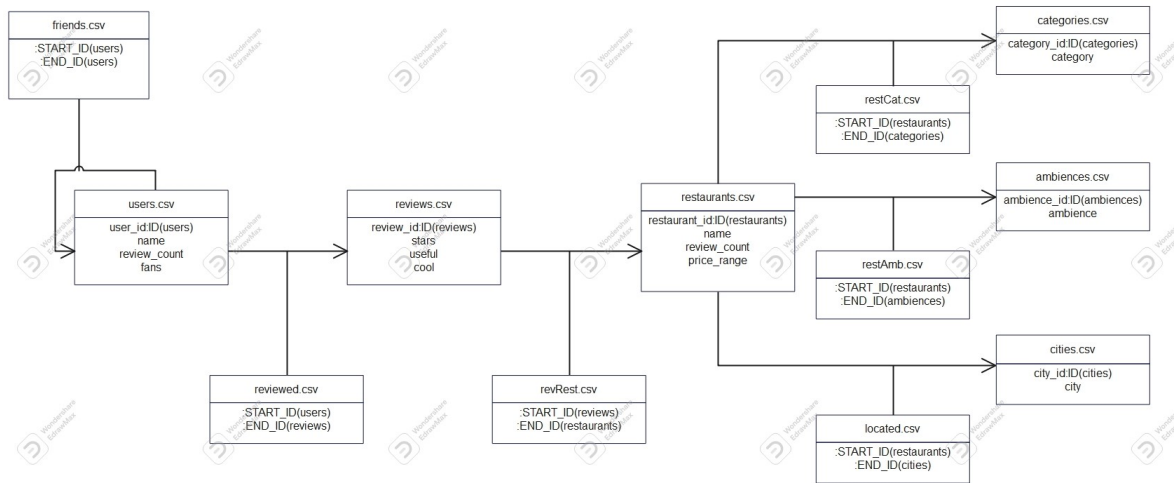 friends.csv
:START_ID(users)
:END_ID(users)
users.csv
user_id:ID(users)
name
review_count
fans
reviewed.csv
:START_ID(users)
:END_ID(reviews)
reviews.csv
review_id:ID(reviews)
stars
useful
cool
revRest.csv
:START_ID(reviews)
:END_ID(restaurants)
restaurants.csv
restaurant_id:ID(restaurants)
name
review_count
price_range
categories.csv
category_id:ID(categories)
category
restCat.csv
:START_ID(restaurants)
:END_ID(categories)
ambiences.csv
ambience_id:ID(ambiences)
ambience
restAmb.csv
:START_ID(restaurants)
:END_ID(ambiences)
cities.csv
city_id:ID(cities)
city
located.csv
:START_ID(restaurants)
:END_ID(cities)
Wondershare
EdrawMax